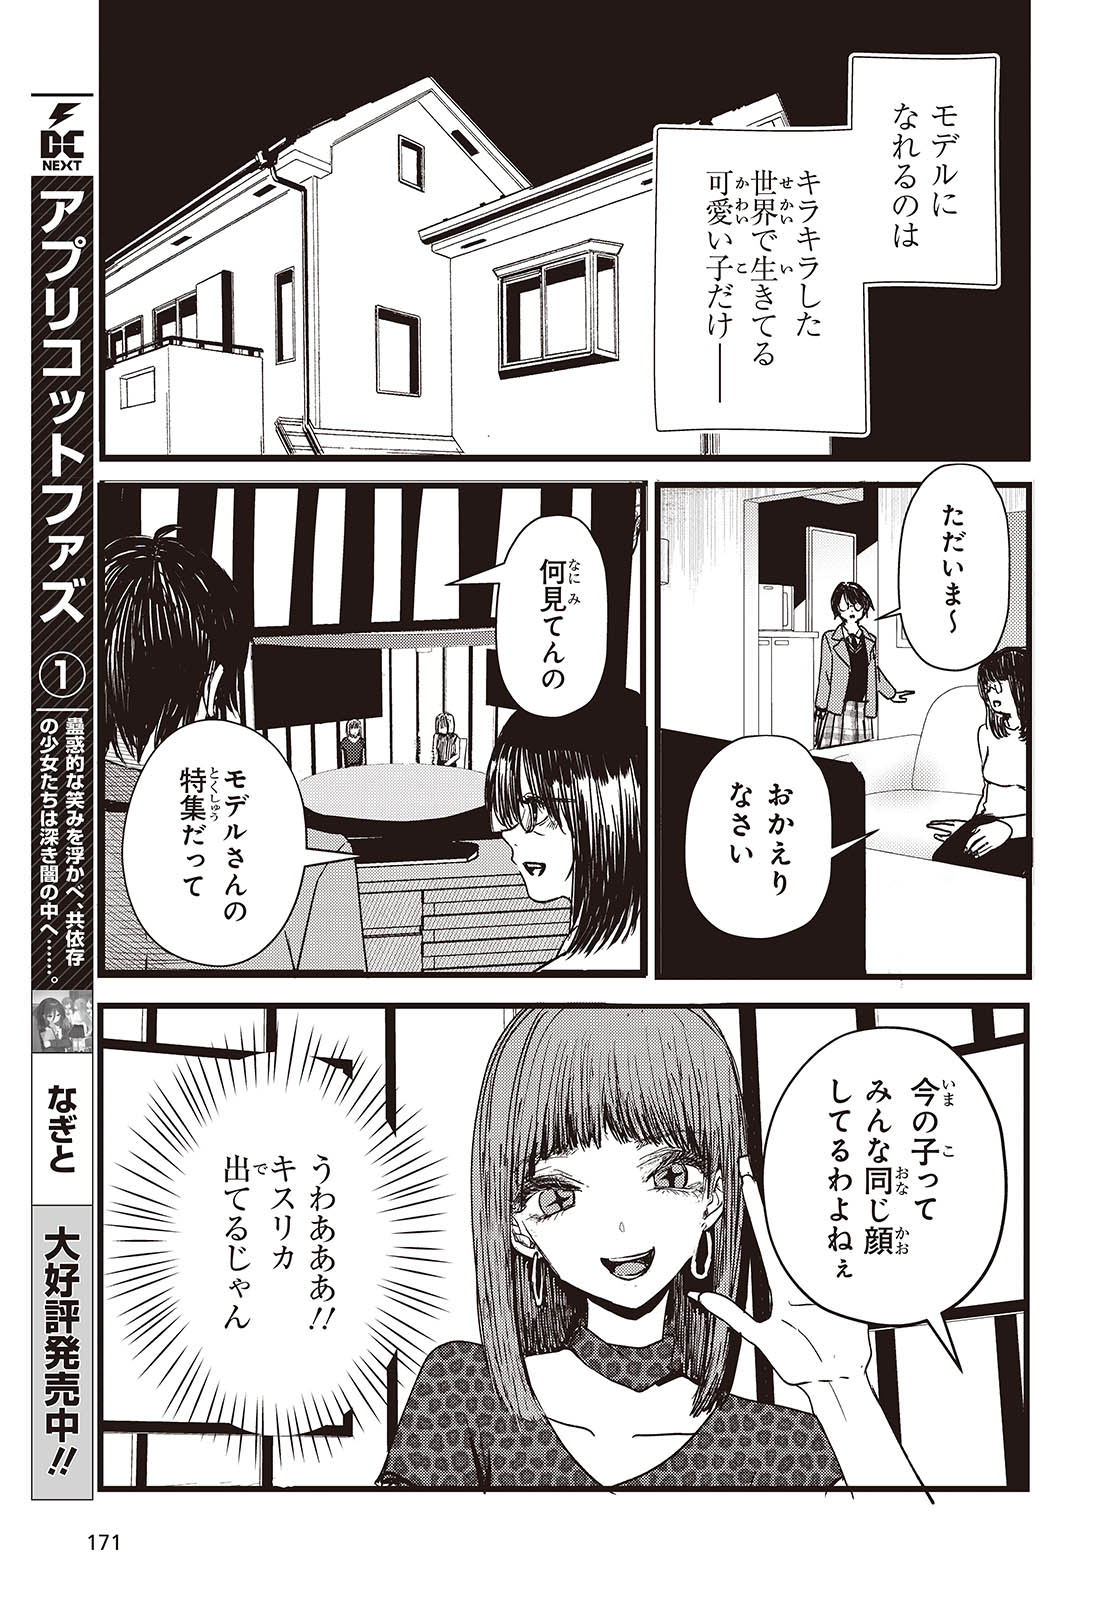 モデルに
なれるのは
キラキラした
世界で生きてる
可愛い子だけ――
ただいま〜
おかえり
なさい
何見てんの
モデルさんの
特集だって
今の子って
みんな同じ顔
してるわよねぇ
うわあああ!!
キスリカ
出てるじゃん
DC
NEXT
アプリコットファズ ①
蠱惑的な笑みを浮かべ、共依存
の少女たちは深き闇の中へ……。
なぎと
大好評発売中!!
171